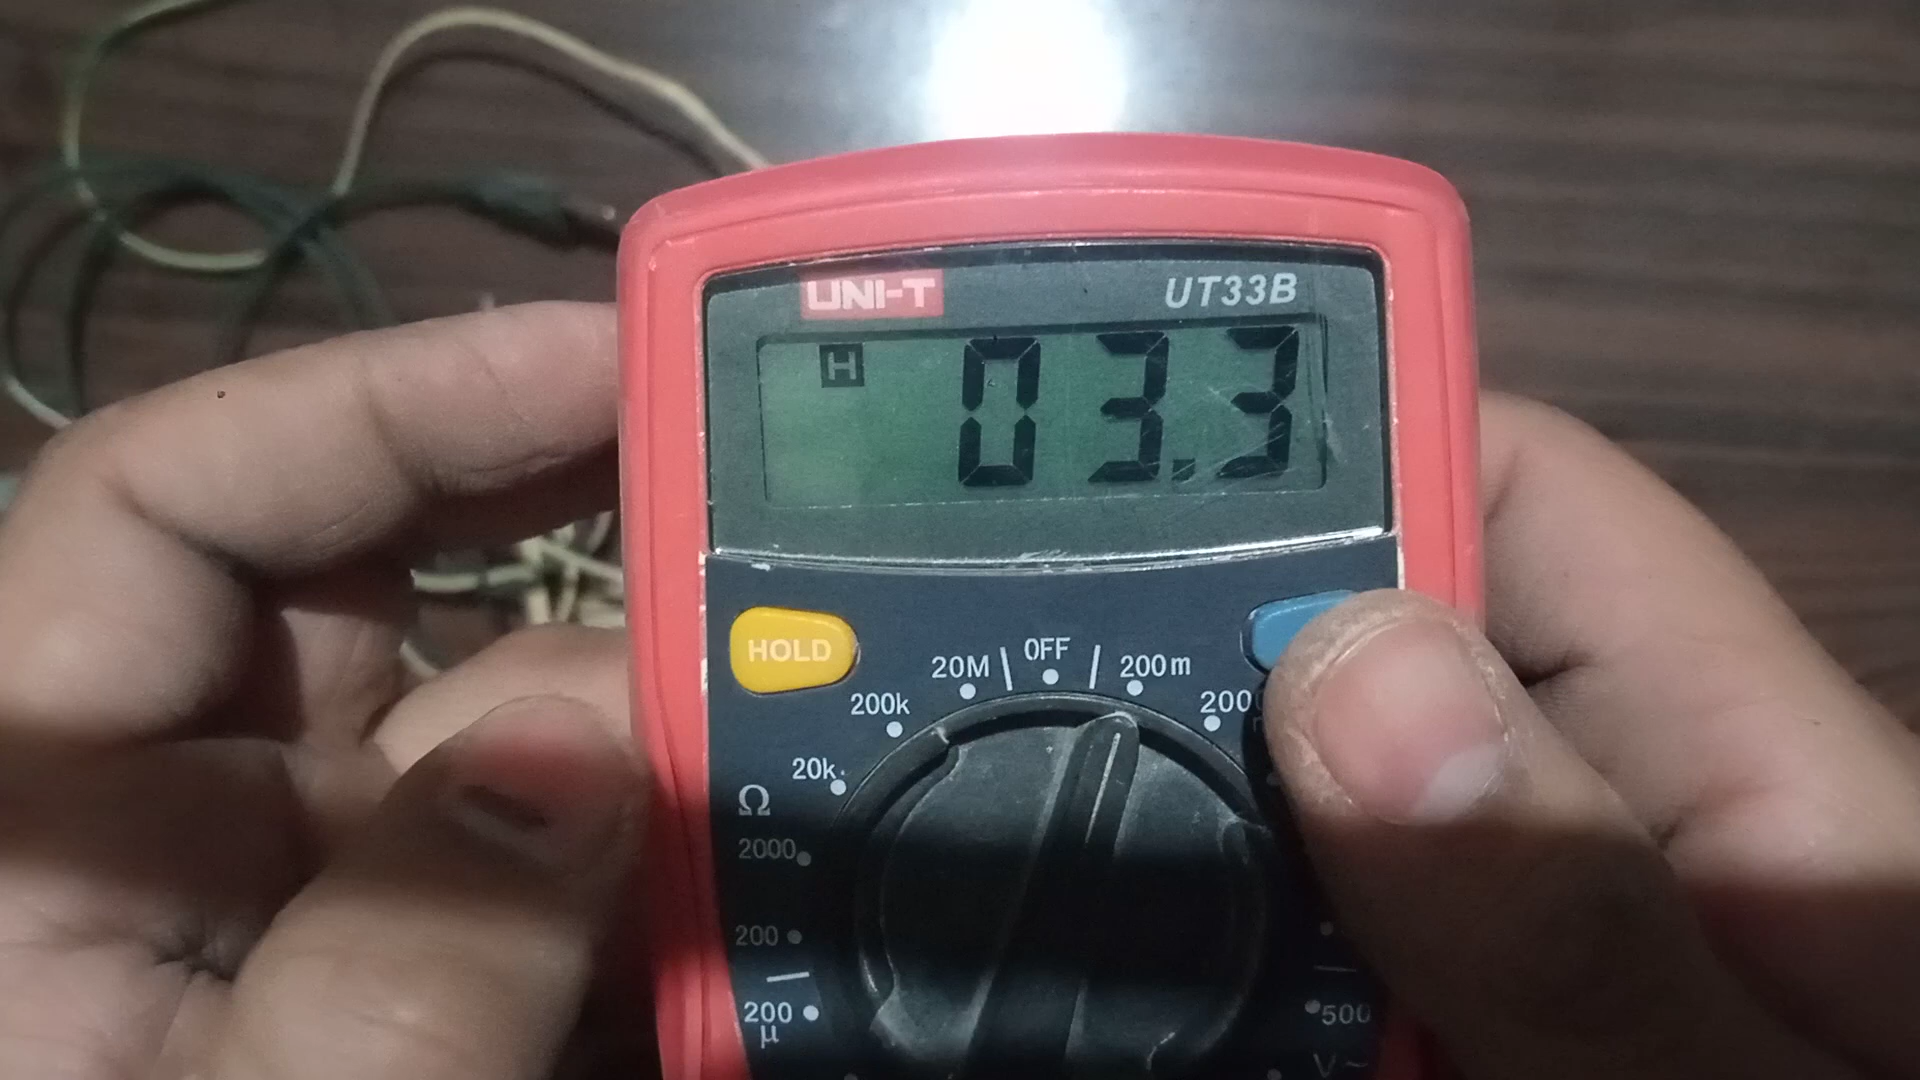 UNI-T UT33B
H 03.3
HOLD
20M OFF 200m
200k 200
20k
Ω
2000
200
200
μ
500
V~